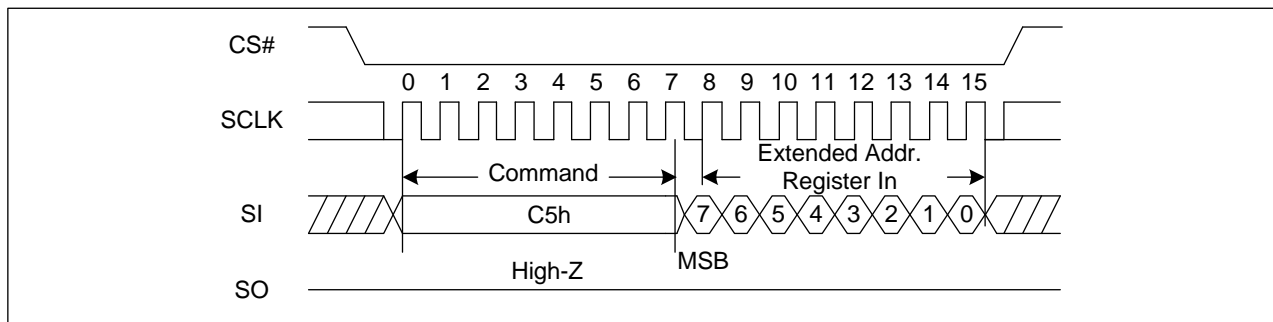 CS#
0 1 2 3 4 5 6 7 8 9 10 11 12 13 14 15
SCLK
Command
Extended Addr.
Register In
SI
C5h
7 6 5 4 3 2 1 0
High-Z
MSB
SO